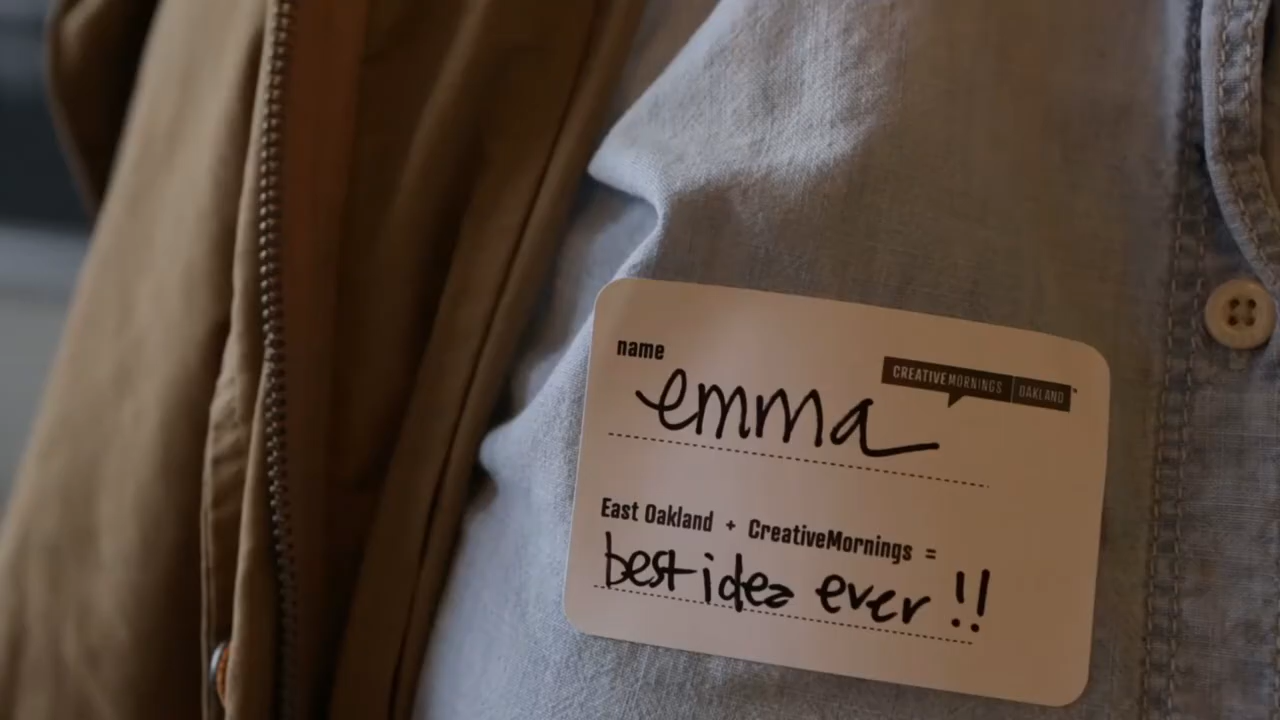 name
CREATIVEMORNINGS OAKLAND
emma
East Oakland + CreativeMornings =
best idea ever !!